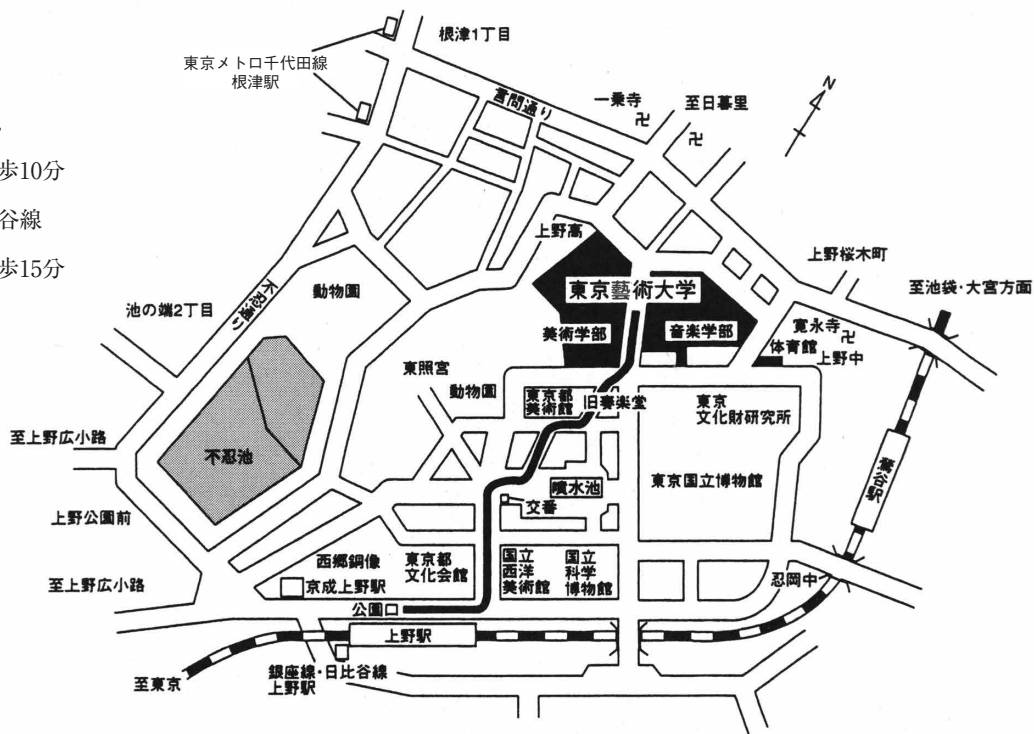 根津1丁目
東京メトロ千代田線
根津駅
言問通り
一乗寺
至日暮里
N
歩10分
谷線
歩15分
上野高
上野桜木町
至池袋・大宮方面
東京藝術大学
動物園
不忍通り
池の端2丁目
美術学部
音楽学部
寛永寺
体育館
上野中
東照宮
動物園
東京都
美術館
旧奏楽堂
東京
文化財研究所
至上野広小路
不忍池
噴水池
東京国立博物館
鶯谷駅
交番
上野公園前
西郷銅像
東京都
文化会館
国立
西洋
美術館
国立
科学
博物館
至上野広小路
京成上野駅
忍岡中
公園口
上野駅
至東京
銀座線・日比谷線
上野駅